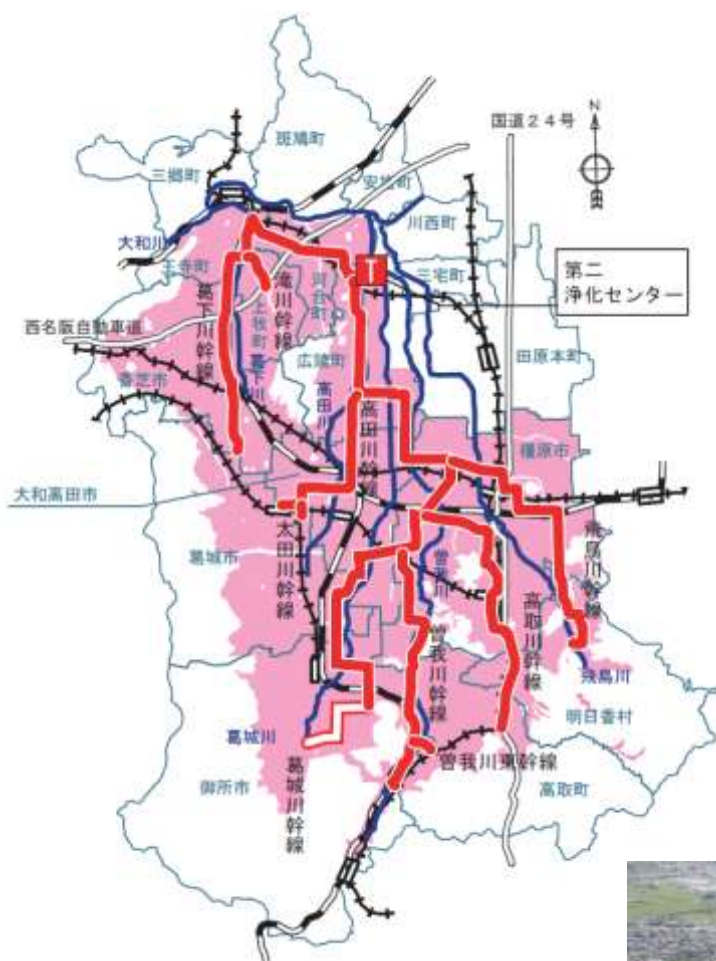 国道２４号
N
斑鳩町
三郷町
安堵町
川西町
大和川
王寺町
三宅町
第二
浄化センター
T
滝川幹線
河合町
上牧町
葛下川幹線
西名阪自動車道
田原本町
広陵町
香芝市
葛下川
高田川
高田川幹線
橿原市
大和高田市
太田川幹線
飛鳥川幹線
葛城市
曽我川
高取川幹線
曽我川幹線
飛鳥川
明日香村
葛城川
曽我川東幹線
御所市
葛城川幹線
高取町